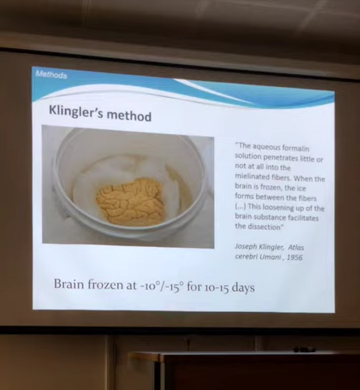 Methods
Klingler's method
"The aqueous formalin
solution penetrates little or
not at all into the
mielinated fibers. When the
brain is frozen, the ice
forms between the fibers
(...) This loosening up of the
brain substance facilitates
the dissection"
Joseph Klingler, Atlas
cerebri Umani , 1956
Brain frozen at -10°/-15° for 10-15 days